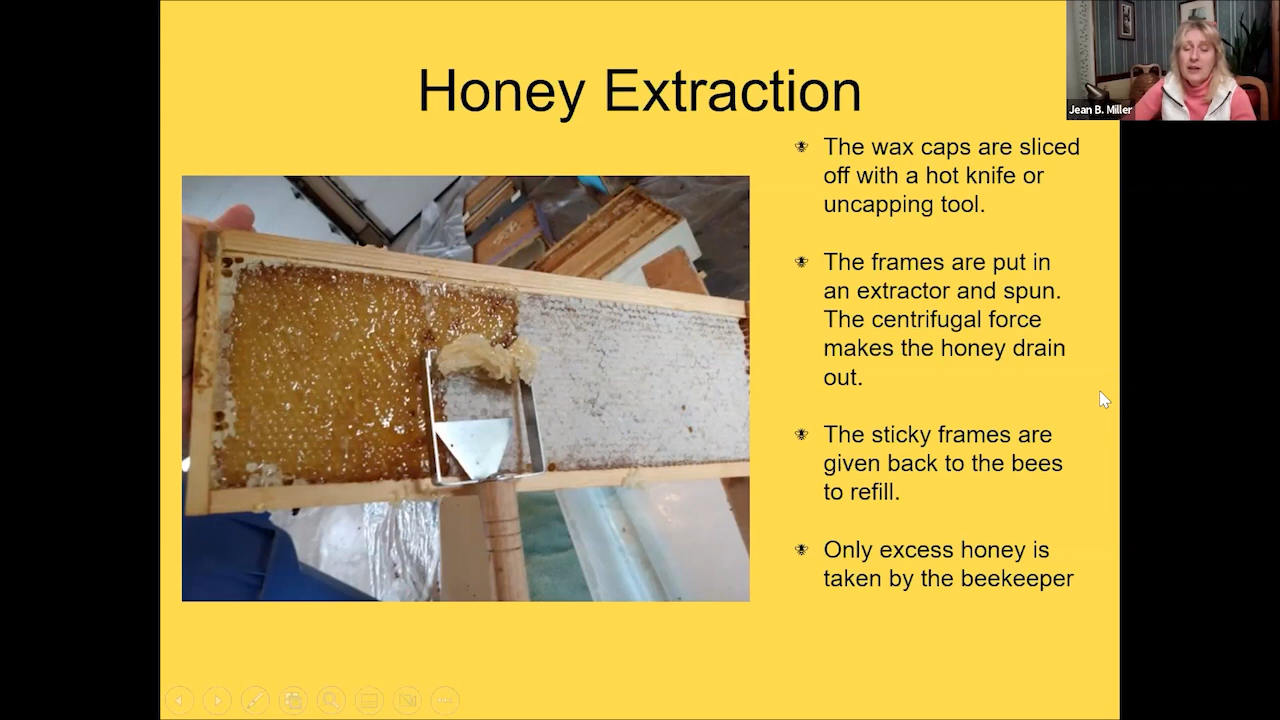 Honey Extraction
Jean B. Miller
The wax caps are sliced
off with a hot knife or
uncapping tool.
The frames are put in
an extractor and spun.
The centrifugal force
makes the honey drain
out.
The sticky frames are
given back to the bees
to refill.
Only excess honey is
taken by the beekeeper